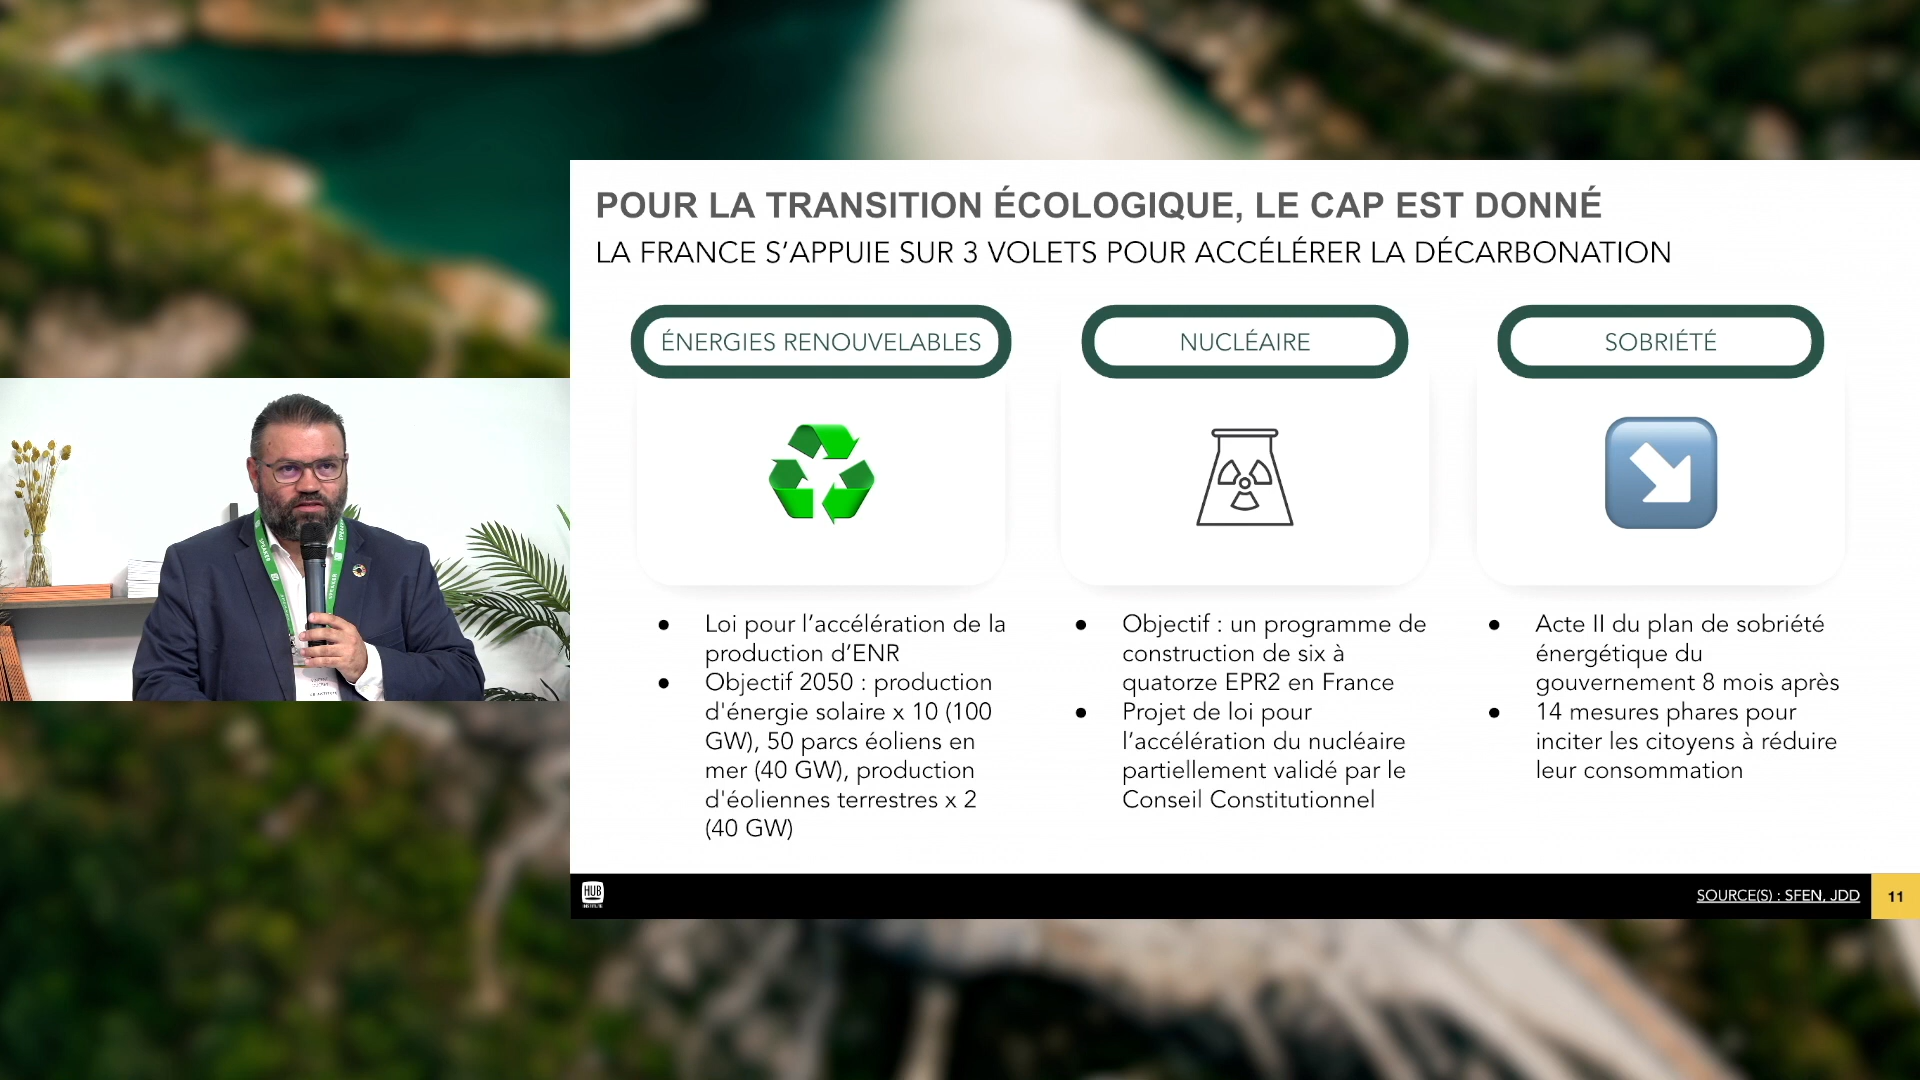 POUR LA TRANSITION ÉCOLOGIQUE, LE CAP EST DONNÉ
LA FRANCE S’APPUIE SUR 3 VOLETS POUR ACCÉLÉRER LA DÉCARBONATION
ÉNERGIES RENOUVELABLES
● Loi pour l’accélération de la
production d’ENR
● Objectif 2050 : production
d'énergie solaire x 10 (100
GW), 50 parcs éoliens en
mer (40 GW), production
d'éoliennes terrestres x 2
(40 GW)
NUCLÉAIRE
● Objectif : un programme de
construction de six à
quatorze EPR2 en France
● Projet de loi pour
l’accélération du nucléaire
partiellement validé par le
Conseil Constitutionnel
SOBRIÉTÉ
● Acte II du plan de sobriété
énergétique du
gouvernement 8 mois après
● 14 mesures phares pour
inciter les citoyens à réduire
leur consommation
SPEAKER
SPEAKER
HUB
INSTITUTE
SOURCE(S) : SFEN, JDD
11